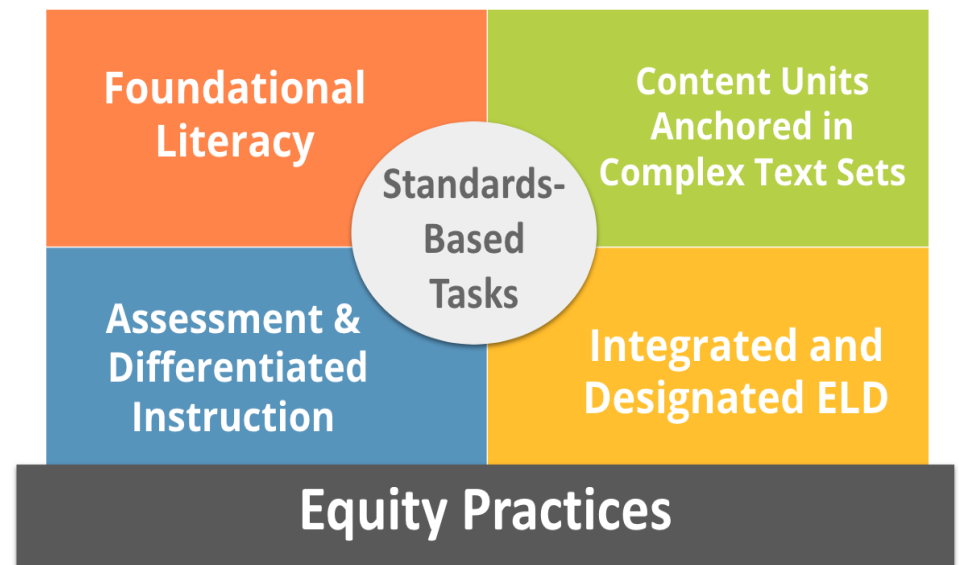 Foundational
Literacy
Content Units
Anchored in
Complex Text Sets
Standards-
Based
Tasks
Assessment &
Differentiated
Instruction
Integrated and
Designated ELD
Equity Practices